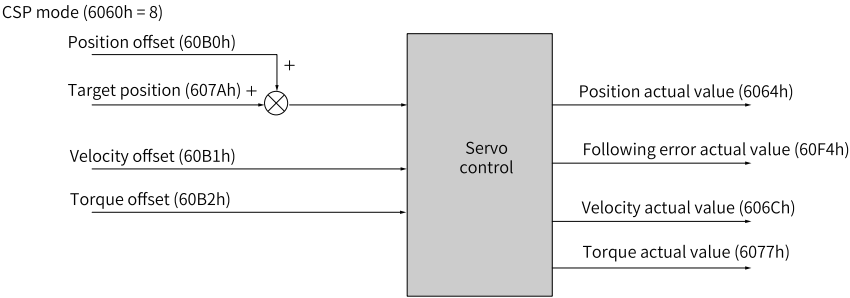 CSP mode (6060h = 8)
Position offset (60B0h)
+
Target position (607Ah) +
Position actual value (6064h)
Velocity offset (60B1h)
Servo
control
Following error actual value (60F4h)
Torque offset (60B2h)
Velocity actual value (606Ch)
Torque actual value (6077h)